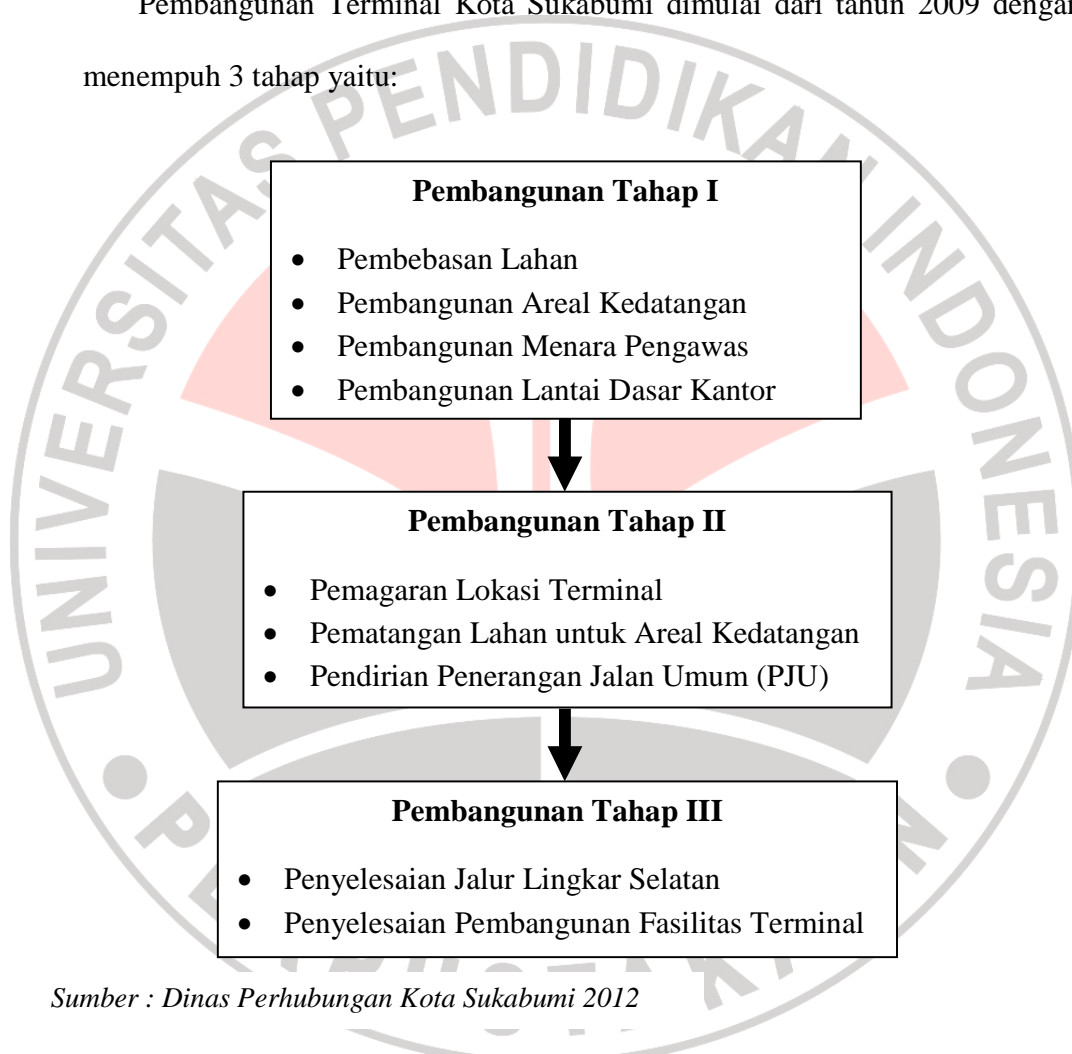 Pembangunan Terminal Kota Sukabumi dimulai dari tahun 2009 dengan
menempuh 3 tahap yaitu:
UNIVERSITAS PENDIDIKAN INDONESIA
Pembangunan Tahap I
• Pembebasan Lahan
• Pembangunan Areal Kedatangan
• Pembangunan Menara Pengawas
• Pembangunan Lantai Dasar Kantor
Pembangunan Tahap II
• Pemagaran Lokasi Terminal
• Pematangan Lahan untuk Areal Kedatangan
• Pendirian Penerangan Jalan Umum (PJU)
Pembangunan Tahap III
• Penyelesaian Jalur Lingkar Selatan
• Penyelesaian Pembangunan Fasilitas Terminal
Sumber : Dinas Perhubungan Kota Sukabumi 2012